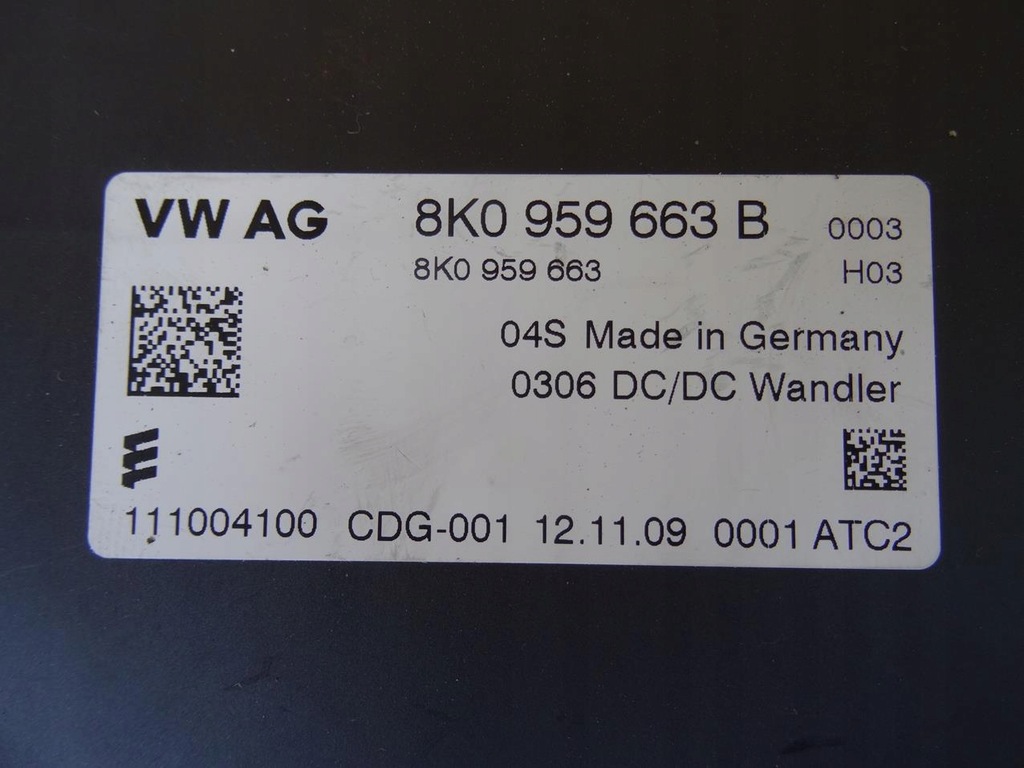 VW AG 8K0 959 663 B 0003
8K0 959 663 H03
04S Made in Germany
0306 DC/DC Wandler
111004100 CDG-001 12.11.09 0001 ATC2